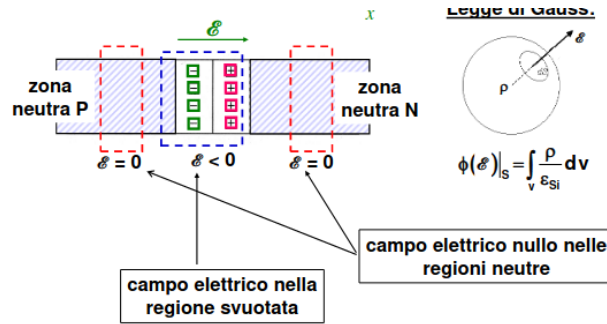 Legge di Gauss:
ℰ
x
ℰ
dS
ρ
zona
neutra P
zona
neutra N
ℰ = 0
ℰ < 0
ℰ = 0
ϕ(ℰ)|S = ∫v ρ/εSi dv
campo elettrico nullo nelle
regioni neutre
campo elettrico nella
regione svuotata